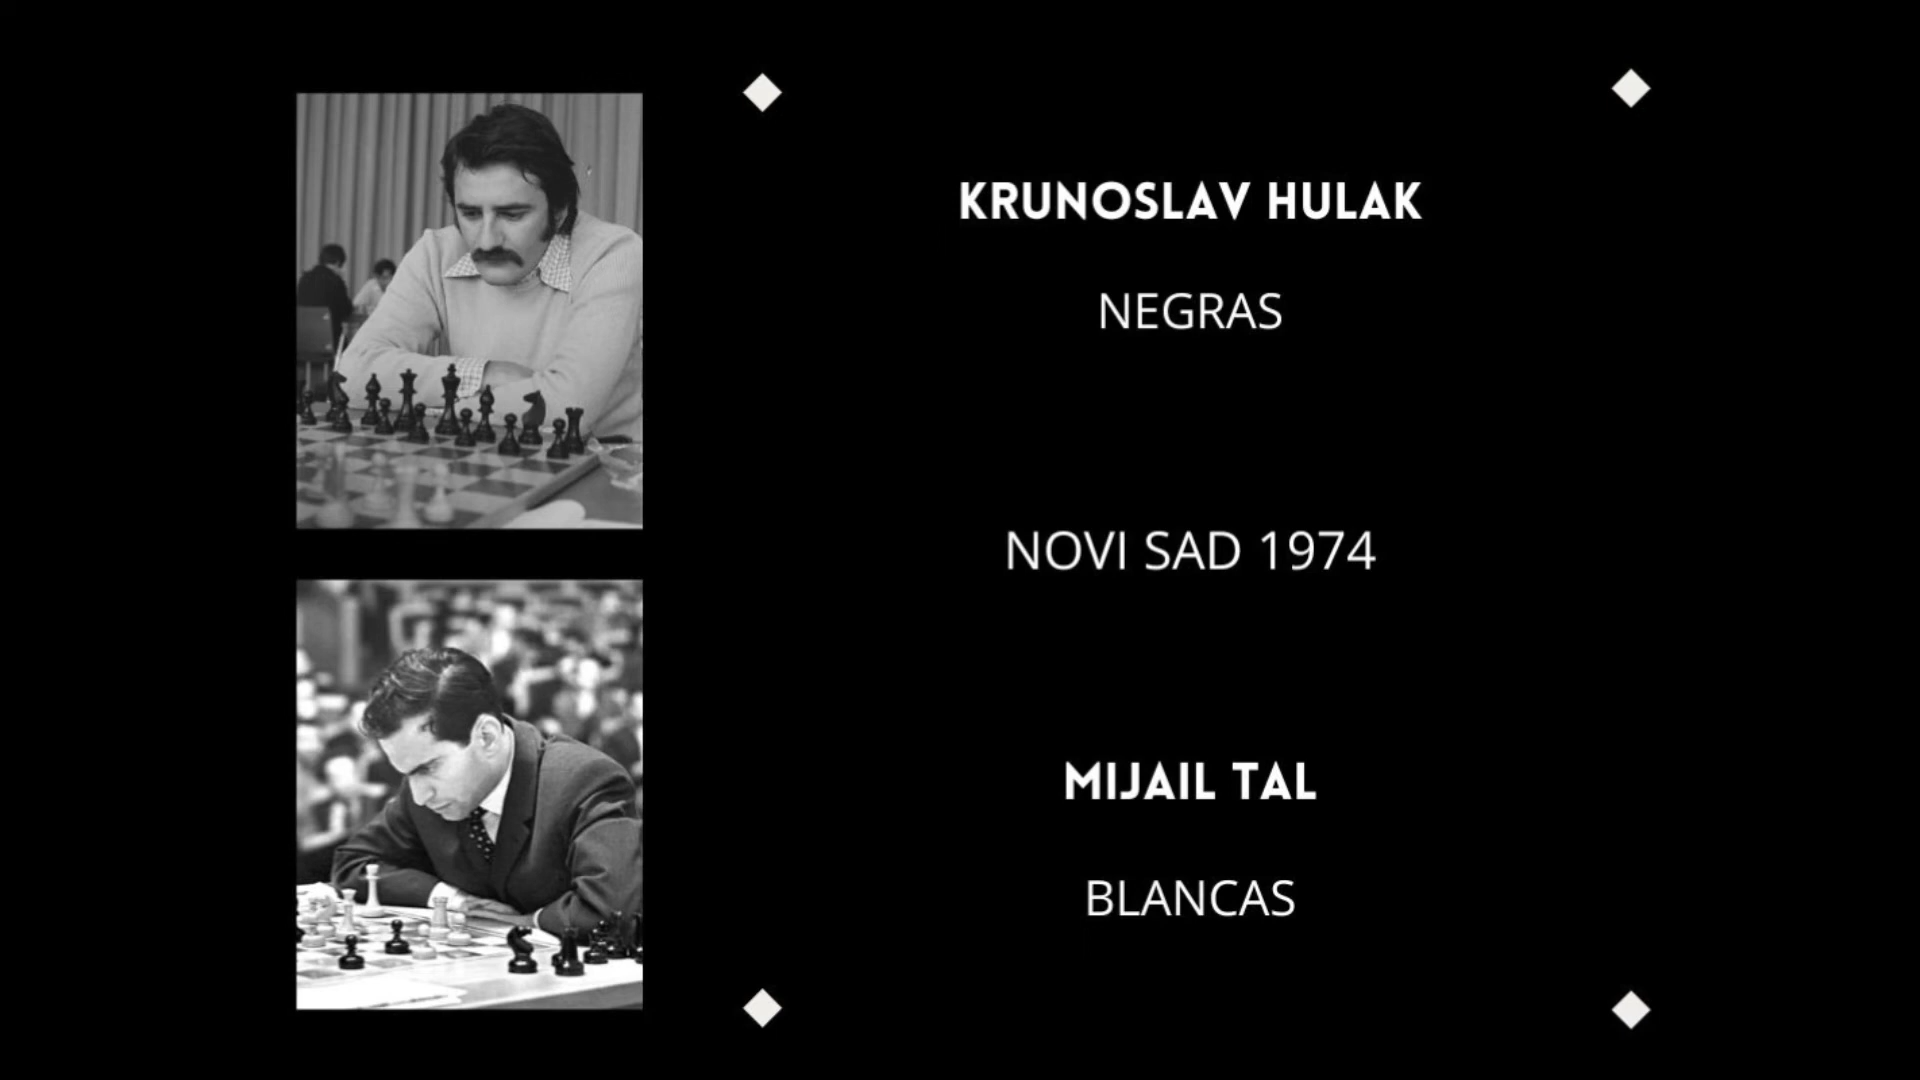 KRUNOSLAV HULAK
NEGRAS
NOVI SAD 1974
MIJAIL TAL
BLANCAS